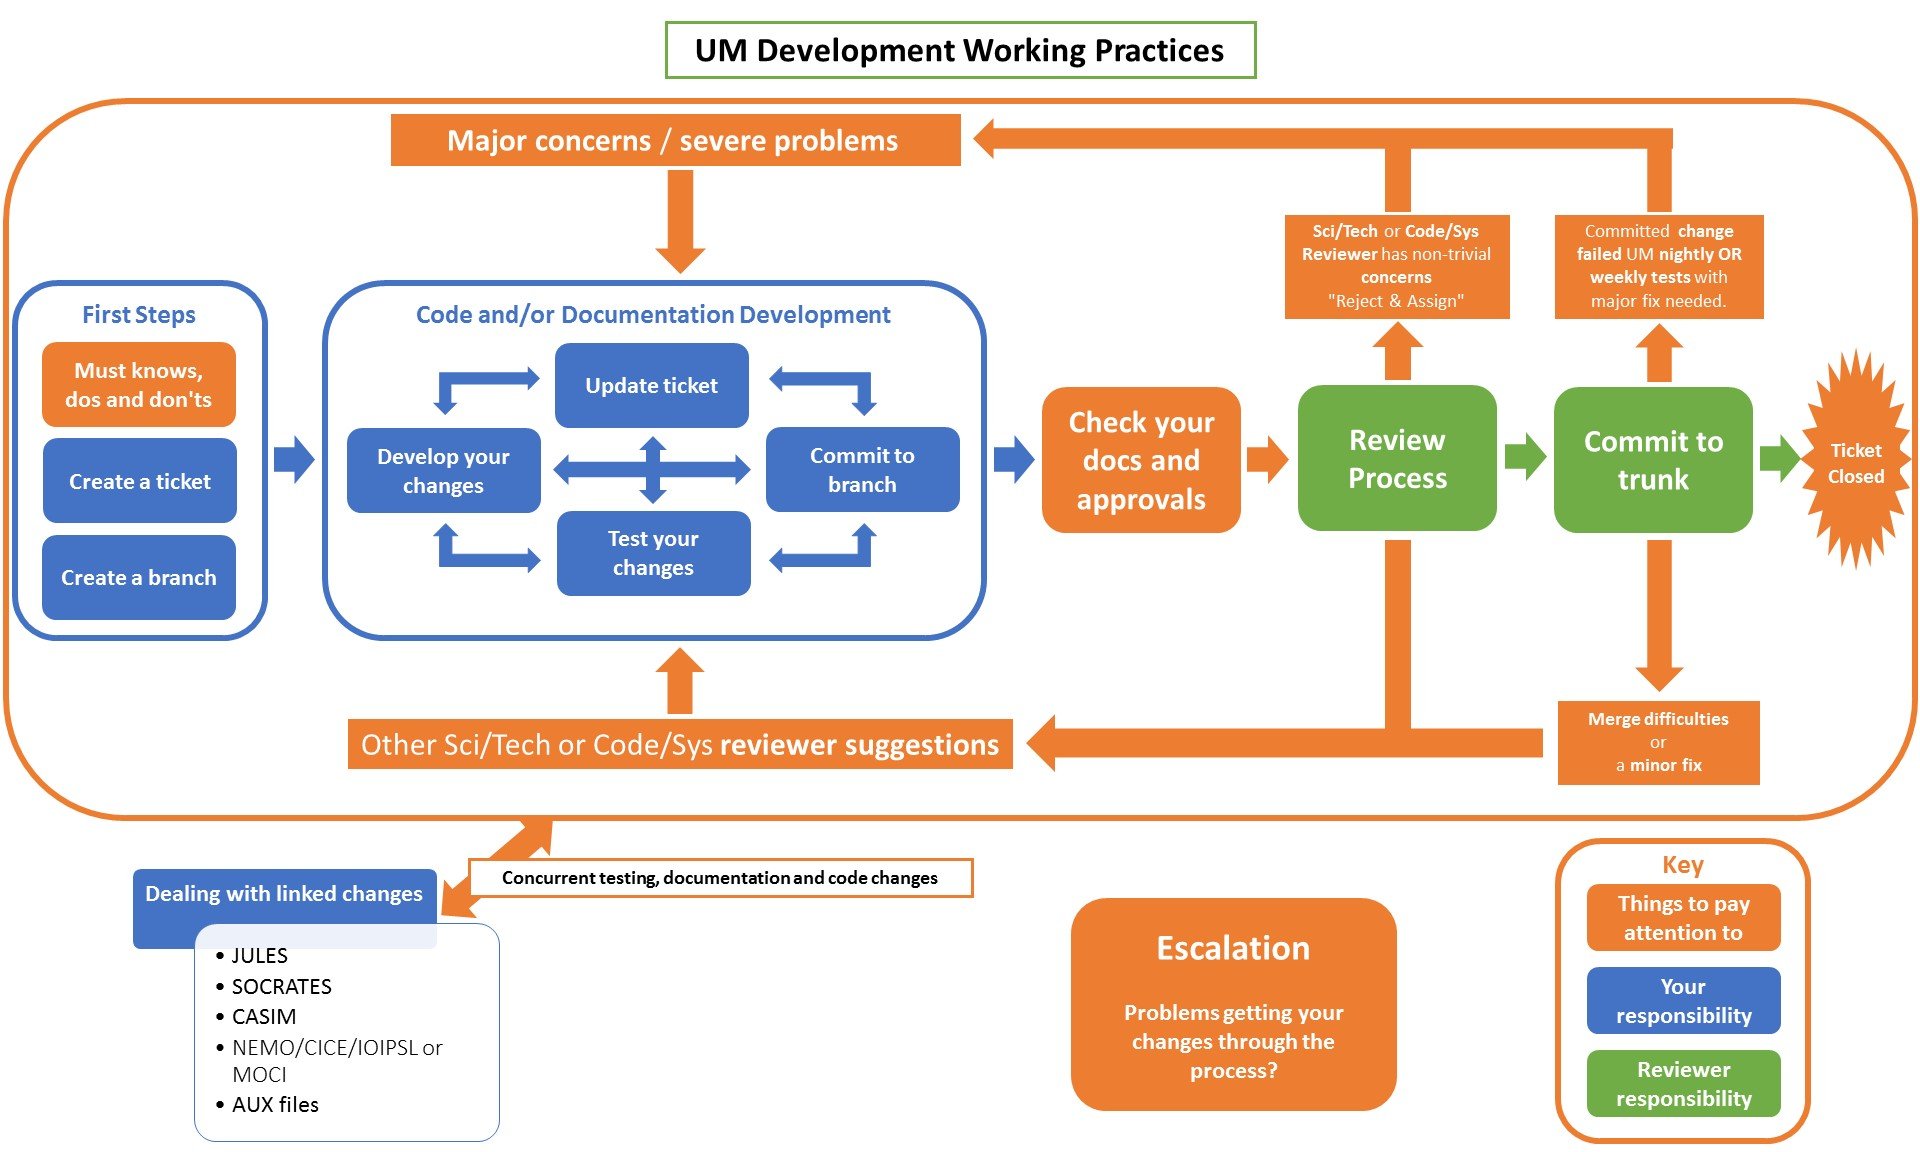 UM Development Working Practices
Major concerns / severe problems
Sci/Tech or Code/Sys
Reviewer has non-trivial
concerns
"Reject & Assign"
Committed change
failed UM nightly OR
weekly tests with
major fix needed.
First Steps
Must knows,
dos and don'ts
Create a ticket
Create a branch
Code and/or Documentation Development
Update ticket
Develop your
changes
Commit to
branch
Test your
changes
Check your
docs and
approvals
Review
Process
Commit to
trunk
Ticket
Closed
Other Sci/Tech or Code/Sys reviewer suggestions
Merge difficulties
or
a minor fix
Dealing with linked changes
Concurrent testing, documentation and code changes
• JULES
• SOCRATES
• CASIM
• NEMO/CICE/IOIPSL or
MOCI
• AUX files
Escalation
Problems getting your
changes through the
process?
Key
Things to pay
attention to
Your
responsibility
Reviewer
responsibility